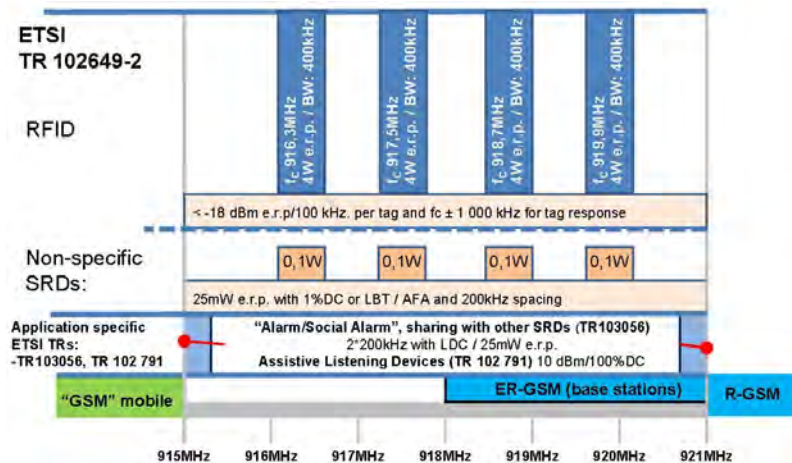 ETSI
TR 102649-2
RFID
fc 916,3MHz
4W e.r.p. / BW: 400kHz
fc 917,5MHz
4W e.r.p. / BW: 400kHz
fc 918,7MHz
4W e.r.p. / BW: 400kHz
fc 919,9MHz
4W e.r.p. / BW: 400kHz
< -18 dBm e.r.p/100 kHz. per tag and fc ± 1 000 kHz for tag response
Non-specific
SRDs:
0,1W 0,1W 0,1W 0,1W
25mW e.r.p. with 1%DC or LBT / AFA and 200kHz spacing
Application specific
ETSI TRs:
-TR103056, TR 102 791
“Alarm/Social Alarm”, sharing with other SRDs (TR103056)
2*200kHz with LDC / 25mW e.r.p.
Assistive Listening Devices (TR 102 791) 10 dBm/100%DC
“GSM” mobile
ER-GSM (base stations)
R-GSM
915MHz 916MHz 917MHz 918MHz 919MHz 920MHz 921MHz